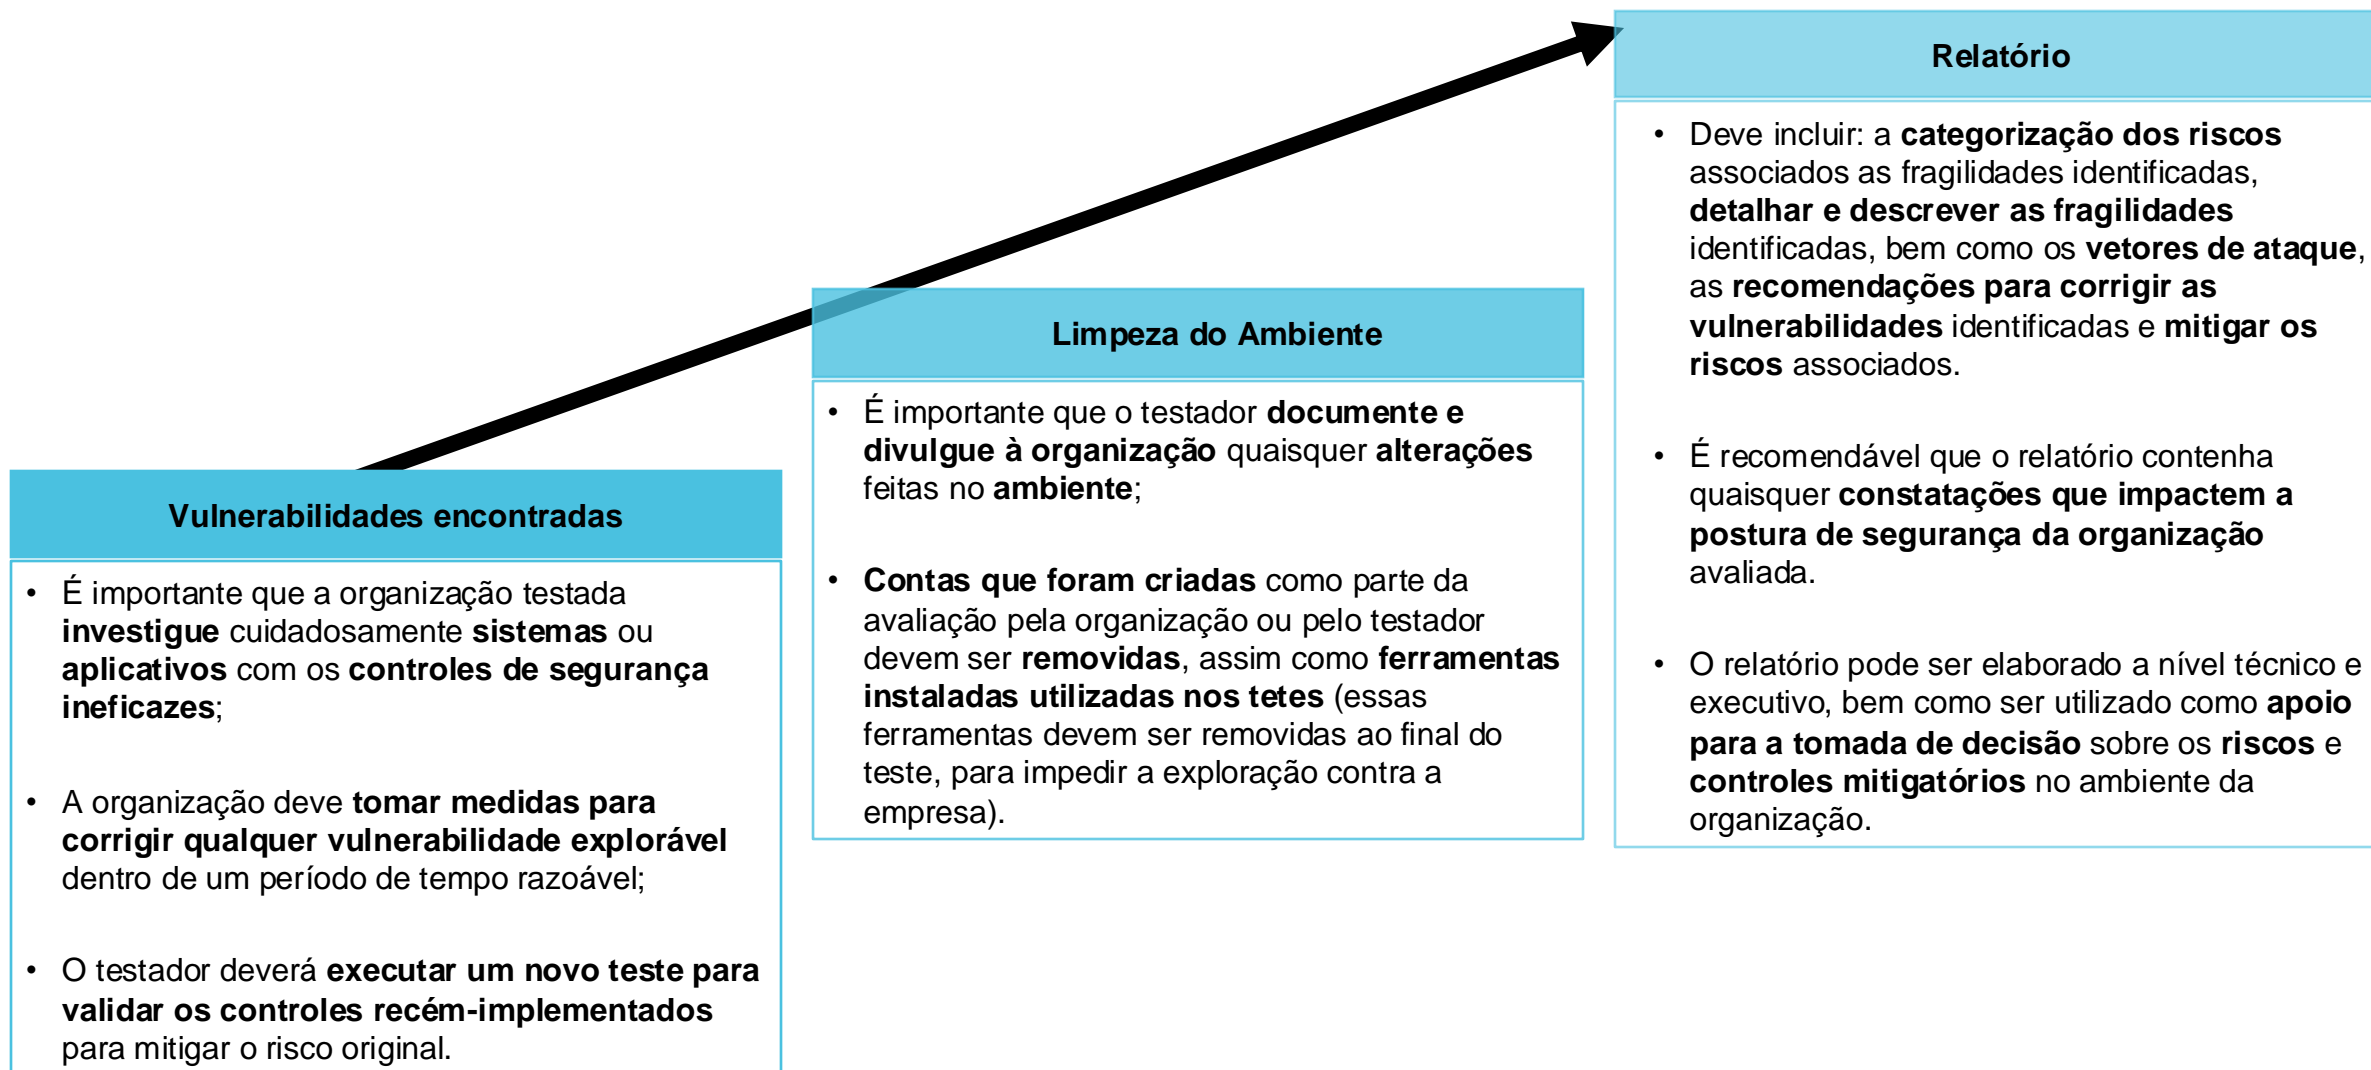 Vulnerabilidades encontradas
• É importante que a organização testada
investigue cuidadosamente sistemas ou
aplicativos com os controles de segurança
ineficazes;
• A organização deve tomar medidas para
corrigir qualquer vulnerabilidade explorável
dentro de um período de tempo razoável;
• O testador deverá executar um novo teste para
validar os controles recém-implementados
para mitigar o risco original.
Limpeza do Ambiente
• É importante que o testador documente e
divulgue à organização quaisquer alterações
feitas no ambiente;
• Contas que foram criadas como parte da
avaliação pela organização ou pelo testador
devem ser removidas, assim como ferramentas
instaladas utilizadas nos tetes (essas
ferramentas devem ser removidas ao final do
teste, para impedir a exploração contra a
empresa).
Relatório
• Deve incluir: a categorização dos riscos
associados as fragilidades identificadas,
detalhar e descrever as fragilidades
identificadas, bem como os vetores de ataque,
as recomendações para corrigir as
vulnerabilidades identificadas e mitigar os
riscos associados.
• É recomendável que o relatório contenha
quaisquer constatações que impactem a
postura de segurança da organização
avaliada.
• O relatório pode ser elaborado a nível técnico e
executivo, bem como ser utilizado como apoio
para a tomada de decisão sobre os riscos e
controles mitigatórios no ambiente da
organização.